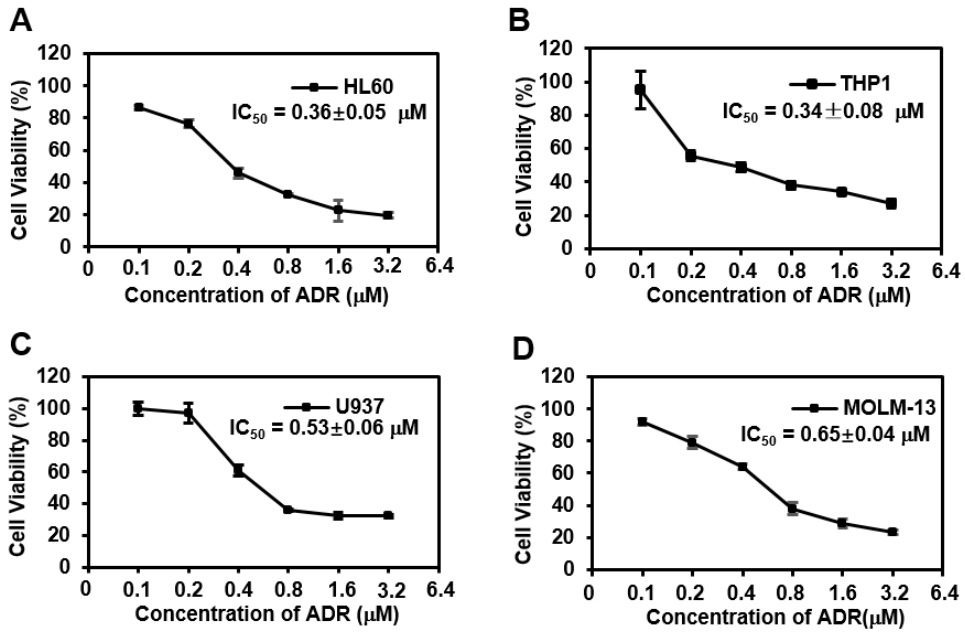 A
120
100
80
60
40
20
0
Cell Viability (%)
HL60
IC50 = 0.36±0.05 μM
0 0.1 0.2 0.4 0.8 1.6 3.2 6.4
Concentration of ADR (μM)
B
120
100
80
60
40
20
0
Cell Viability (%)
THP1
IC50 = 0.34±0.08 μM
0 0.1 0.2 0.4 0.8 1.6 3.2 6.4
Concentration of ADR (μM)
C
120
100
80
60
40
20
0
Cell Viability (%)
U937
IC50 = 0.53±0.06 μM
0 0.1 0.2 0.4 0.8 1.6 3.2 6.4
Concentration of ADR (μM)
D
120
100
80
60
40
20
0
Cell Viability (%)
MOLM-13
IC50 = 0.65±0.04 μM
0 0.1 0.2 0.4 0.8 1.6 3.2 6.4
Concentration of ADR(μM)